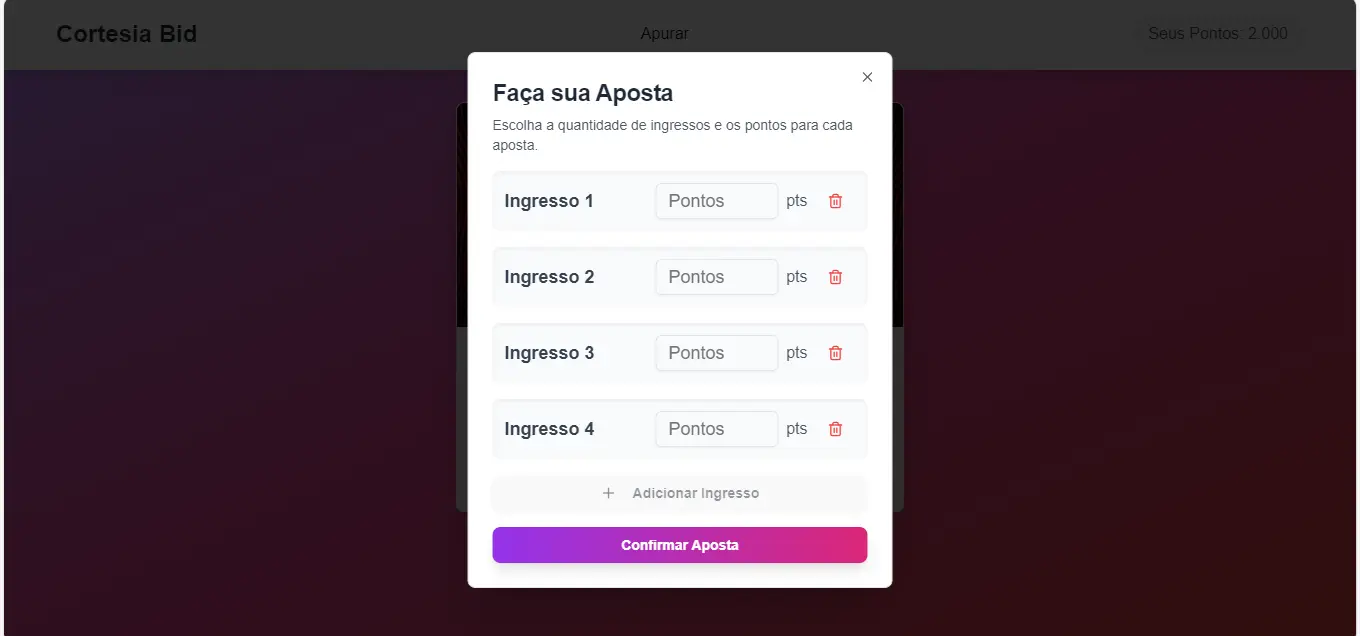 Cortesia Bid
Apurar
Seus Pontos: 2.000
Faça sua Aposta
Escolha a quantidade de ingressos e os pontos para cada
aposta.
Ingresso 1 Pontos pts
Ingresso 2 Pontos pts
Ingresso 3 Pontos pts
Ingresso 4 Pontos pts
+ Adicionar Ingresso
Confirmar Aposta